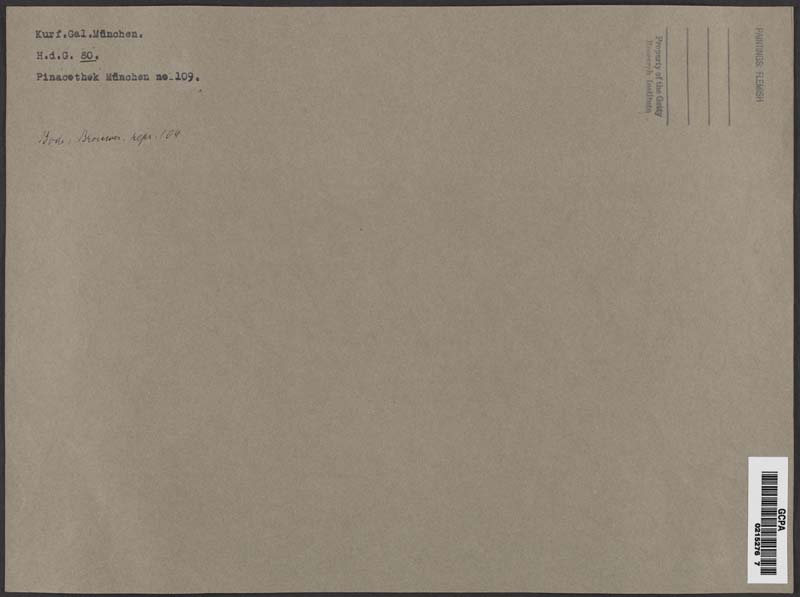 Kurf.Gal.München.
H.d.G. 80.
Pinacothek München no.109.
Bode, Brouwer, repr. 104
Property of the Getty
Research Institute
PAINTINGS: FLEMISH
GCPA
0215276 7